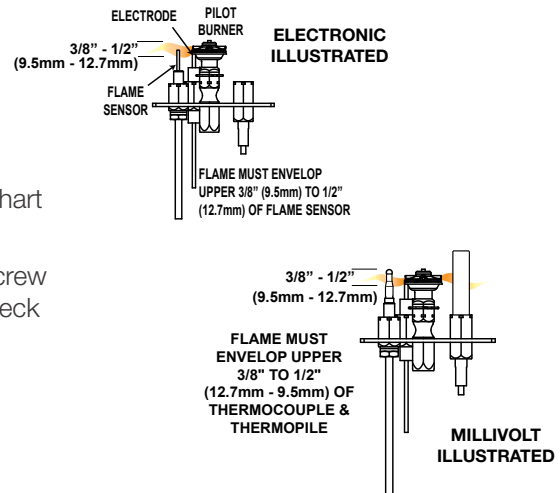 ELECTRODE
PILOT
BURNER
ELECTRONIC
ILLUSTRATED
3/8” - 1/2”
(9.5mm - 12.7mm)
FLAME
SENSOR
FLAME MUST ENVELOP
UPPER 3/8” (9.5mm) TO 1/2”
(12.7mm) OF FLAME SENSOR
hart
crew
eck
3/8” - 1/2”
(9.5mm - 12.7mm)
FLAME MUST
ENVELOP UPPER
3/8" TO 1/2"
(12.7mm - 9.5mm) OF
THERMOCOUPLE &
THERMOPILE
MILLIVOLT
ILLUSTRATED